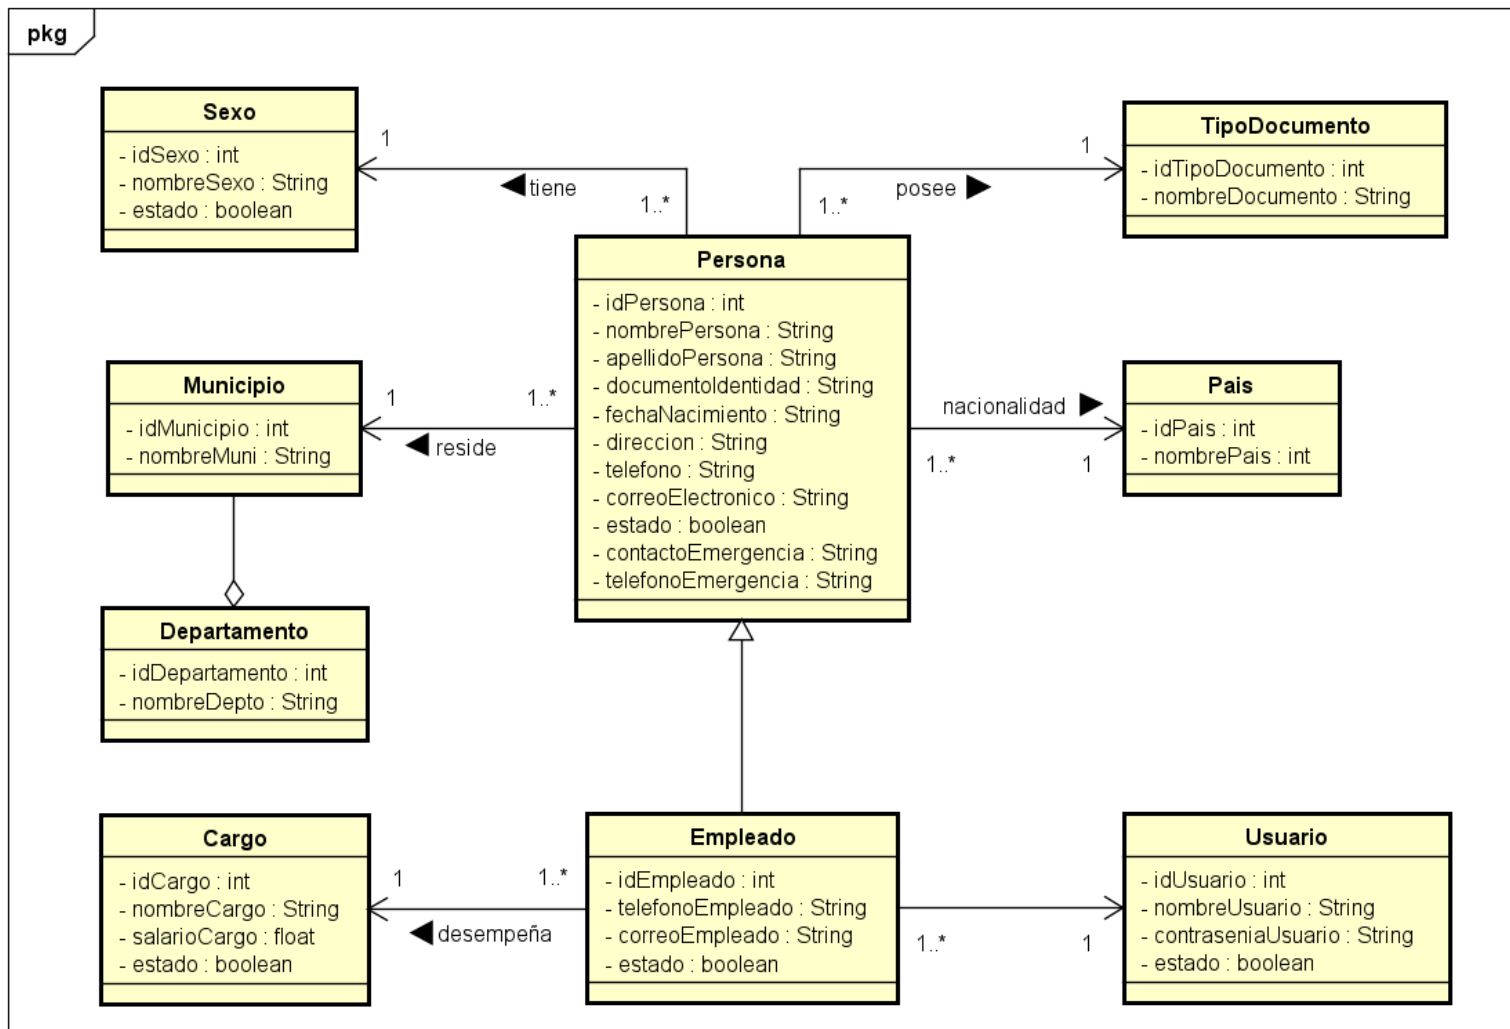 pkg
Sexo
- idSexo : int
- nombreSexo : String
- estado : boolean
1
tiene
1..*
TipoDocumento
- idTipoDocumento : int
- nombreDocumento : String
1
posee
1..*
Persona
- idPersona : int
- nombrePersona : String
- apellidoPersona : String
- documentoIdentidad : String
- fechaNacimiento : String
- direccion : String
- telefono : String
- correoElectronico : String
- estado : boolean
- contactoEmergencia : String
- telefonoEmergencia : String
Municipio
- idMunicipio : int
- nombreMuni : String
1
1..*
reside
Pais
- idPais : int
- nombrePais : int
nacionalidad
1..*
1
Departamento
- idDepartamento : int
- nombreDepto : String
Cargo
- idCargo : int
- nombreCargo : String
- salarioCargo : float
- estado : boolean
1
1..*
desempeña
Empleado
- idEmpleado : int
- telefonoEmpleado : String
- correoEmpleado : String
- estado : boolean
1..*
1
Usuario
- idUsuario : int
- nombreUsuario : String
- contraseniaUsuario : String
- estado : boolean